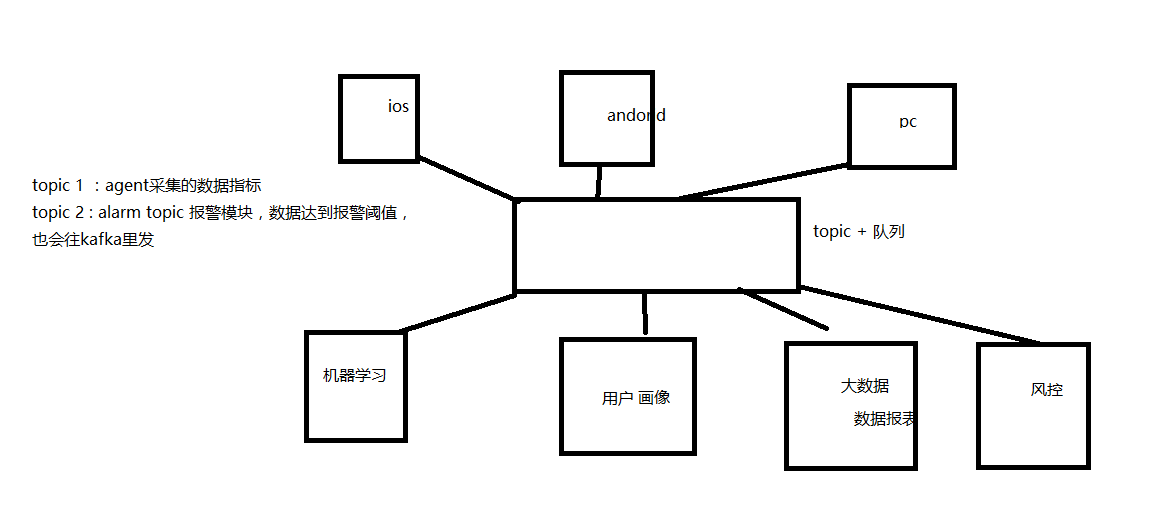 ios
andorid
pc
topic 1 ：agent采集的数据指标
topic 2 : alarm topic 报警模块，数据达到报警阈值，
也会往kafka里发
topic + 队列
机器学习
用户 画像
大数据
数据报表
风控